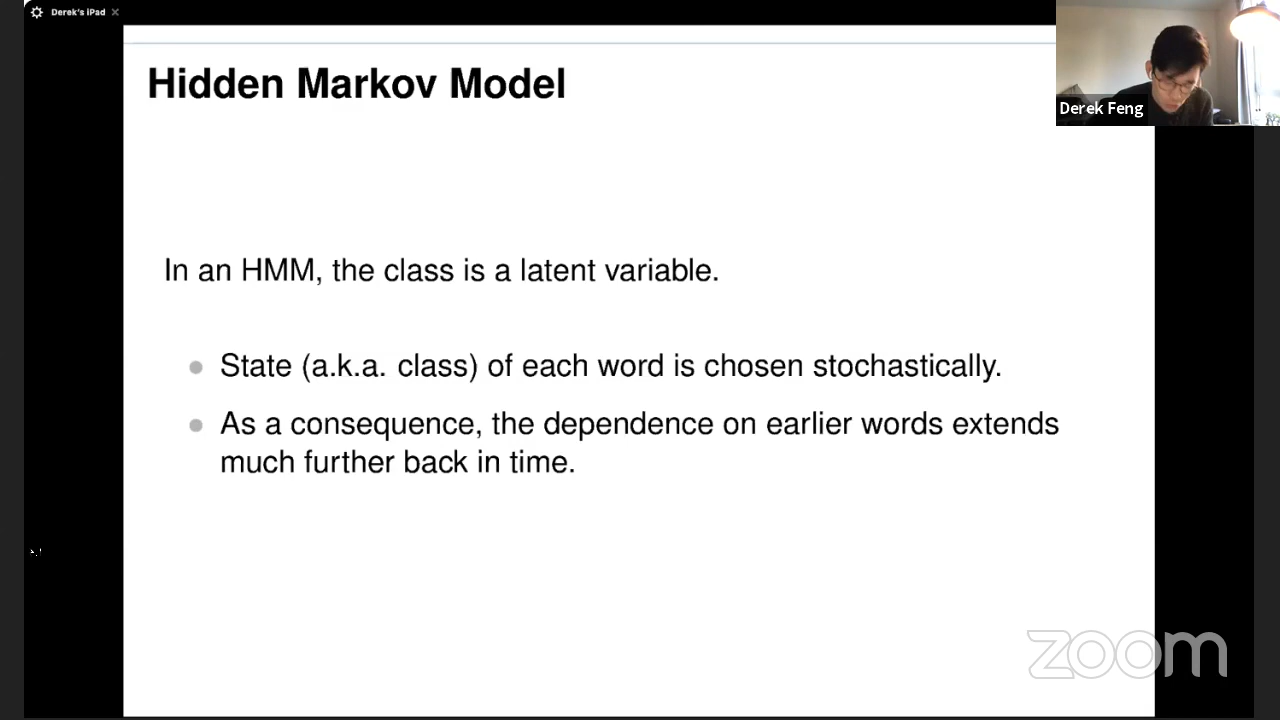 Derek's iPad
Hidden Markov Model
Derek Feng
In an HMM, the class is a latent variable.
State (a.k.a. class) of each word is chosen stochastically.
As a consequence, the dependence on earlier words extends
much further back in time.
zoom